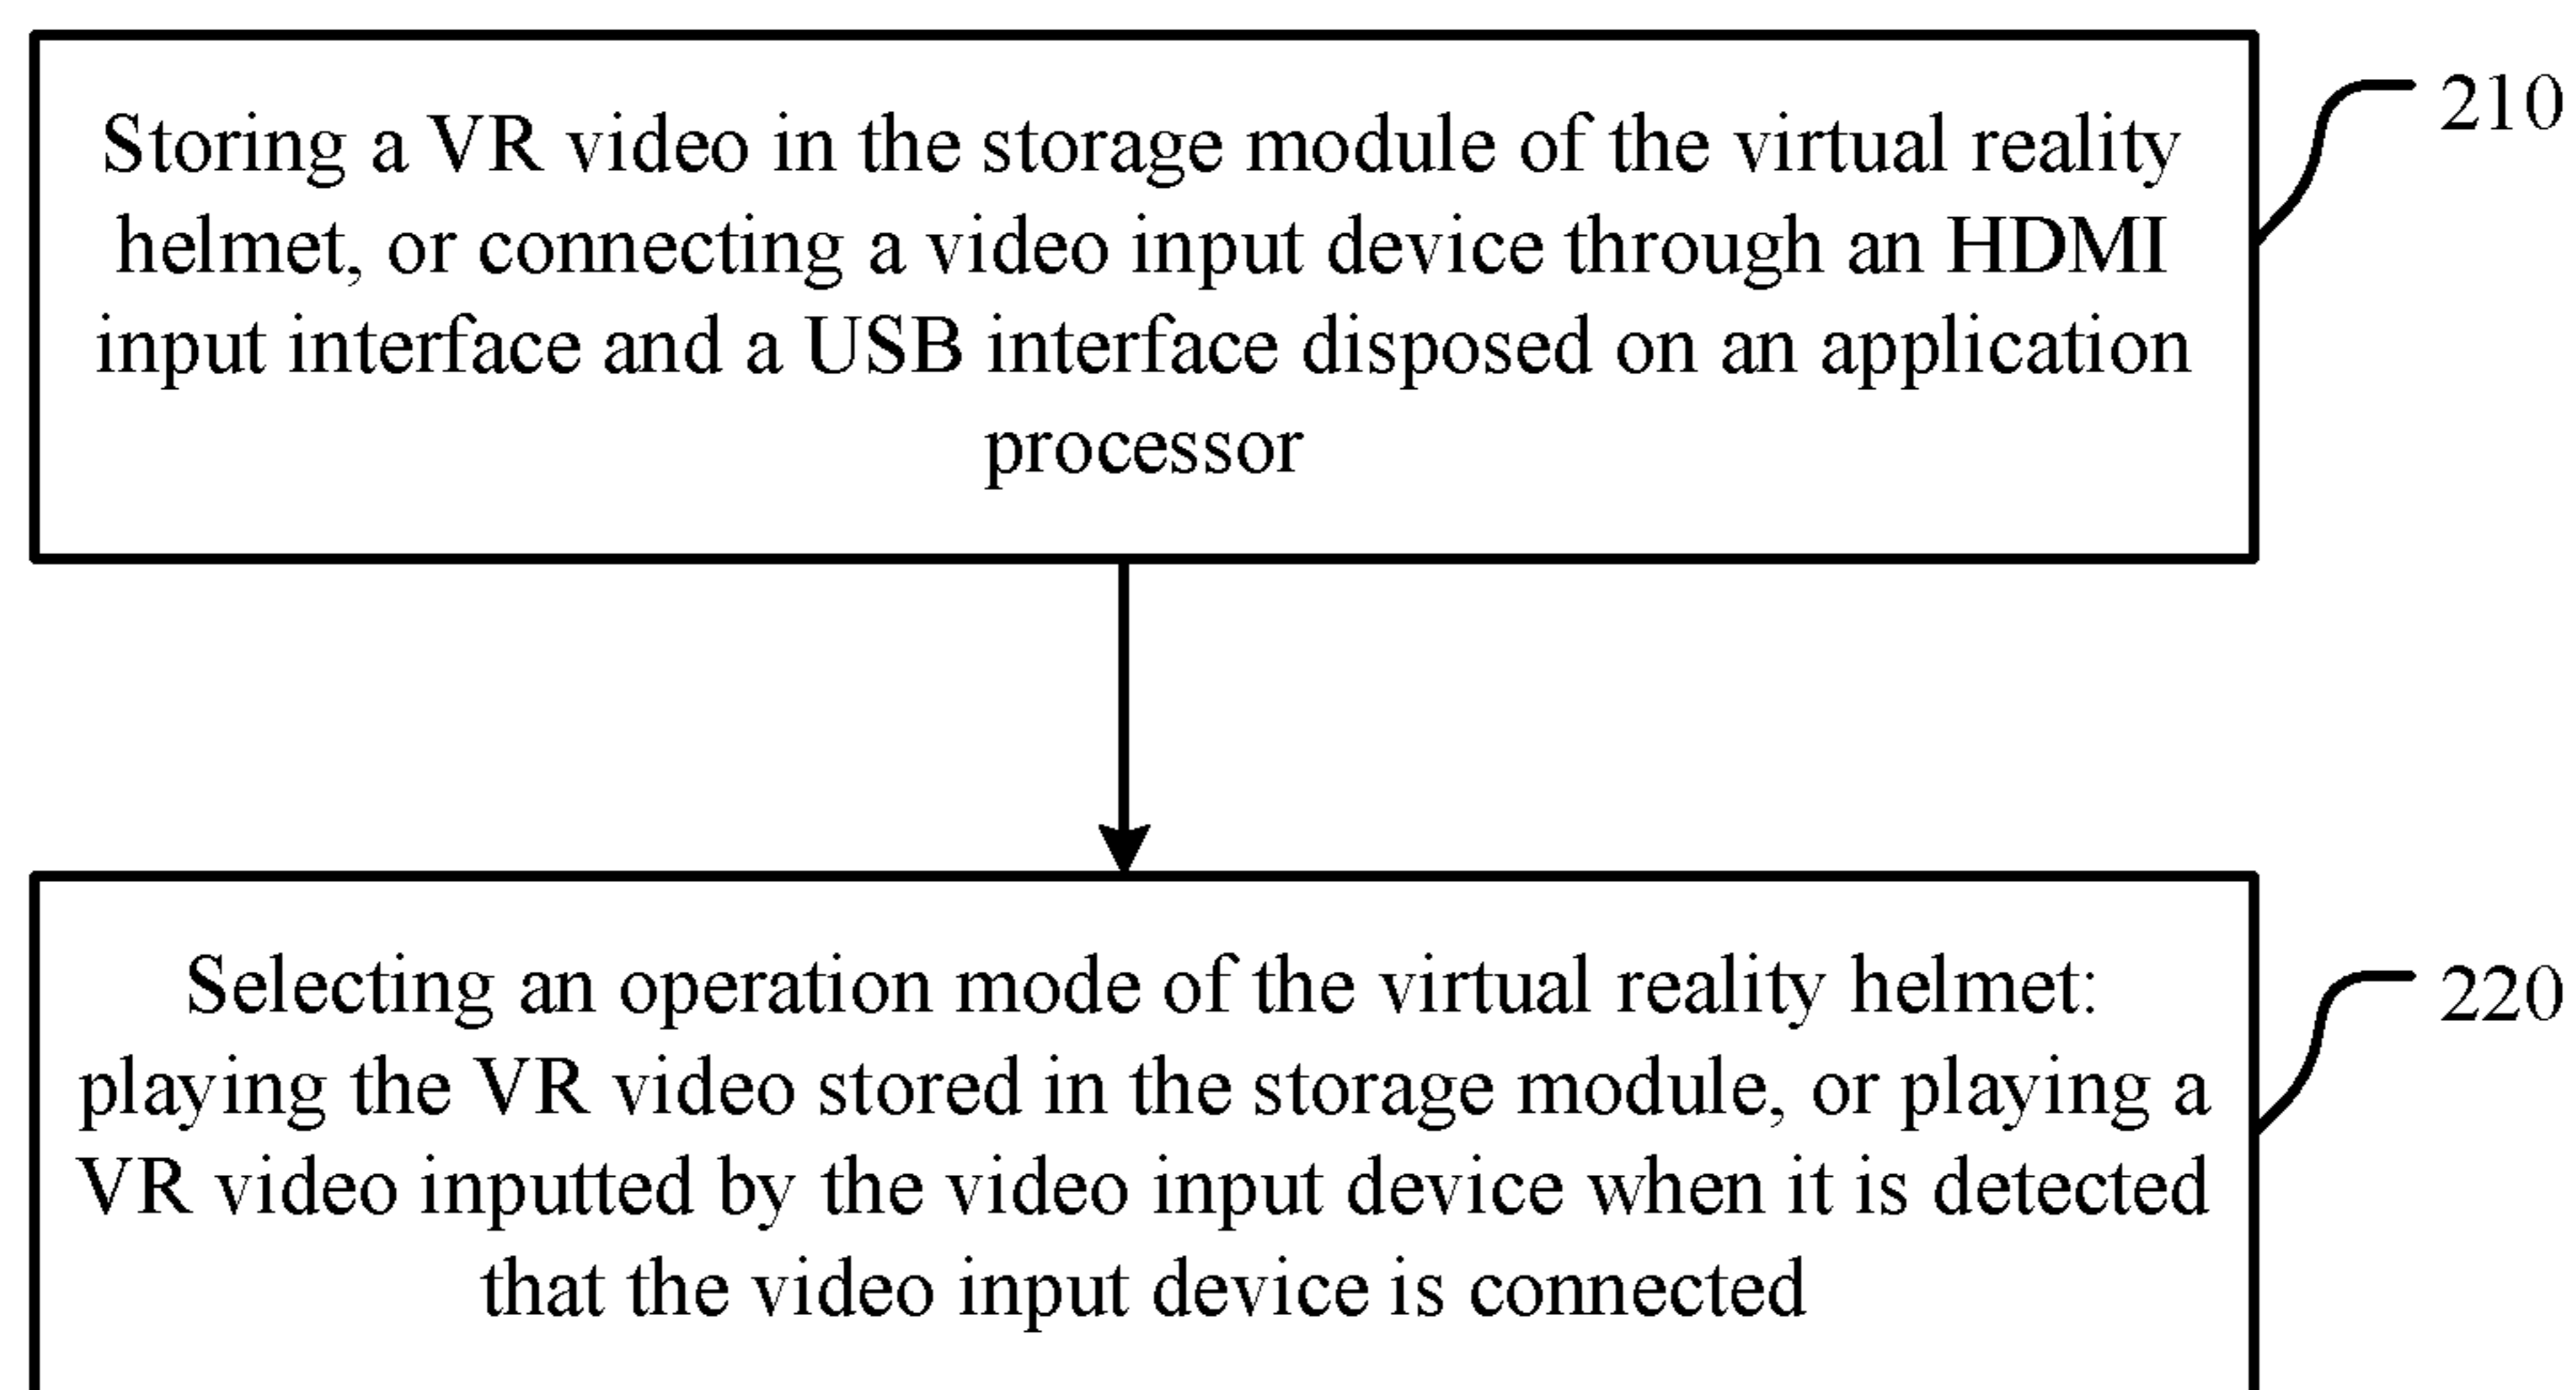 Storing a VR video in the storage module of the virtual reality
helmet, or connecting a video input device through an HDMI
input interface and a USB interface disposed on an application
processor
210
Selecting an operation mode of the virtual reality helmet:
playing the VR video stored in the storage module, or playing a
VR video inputted by the video input device when it is detected
that the video input device is connected
220